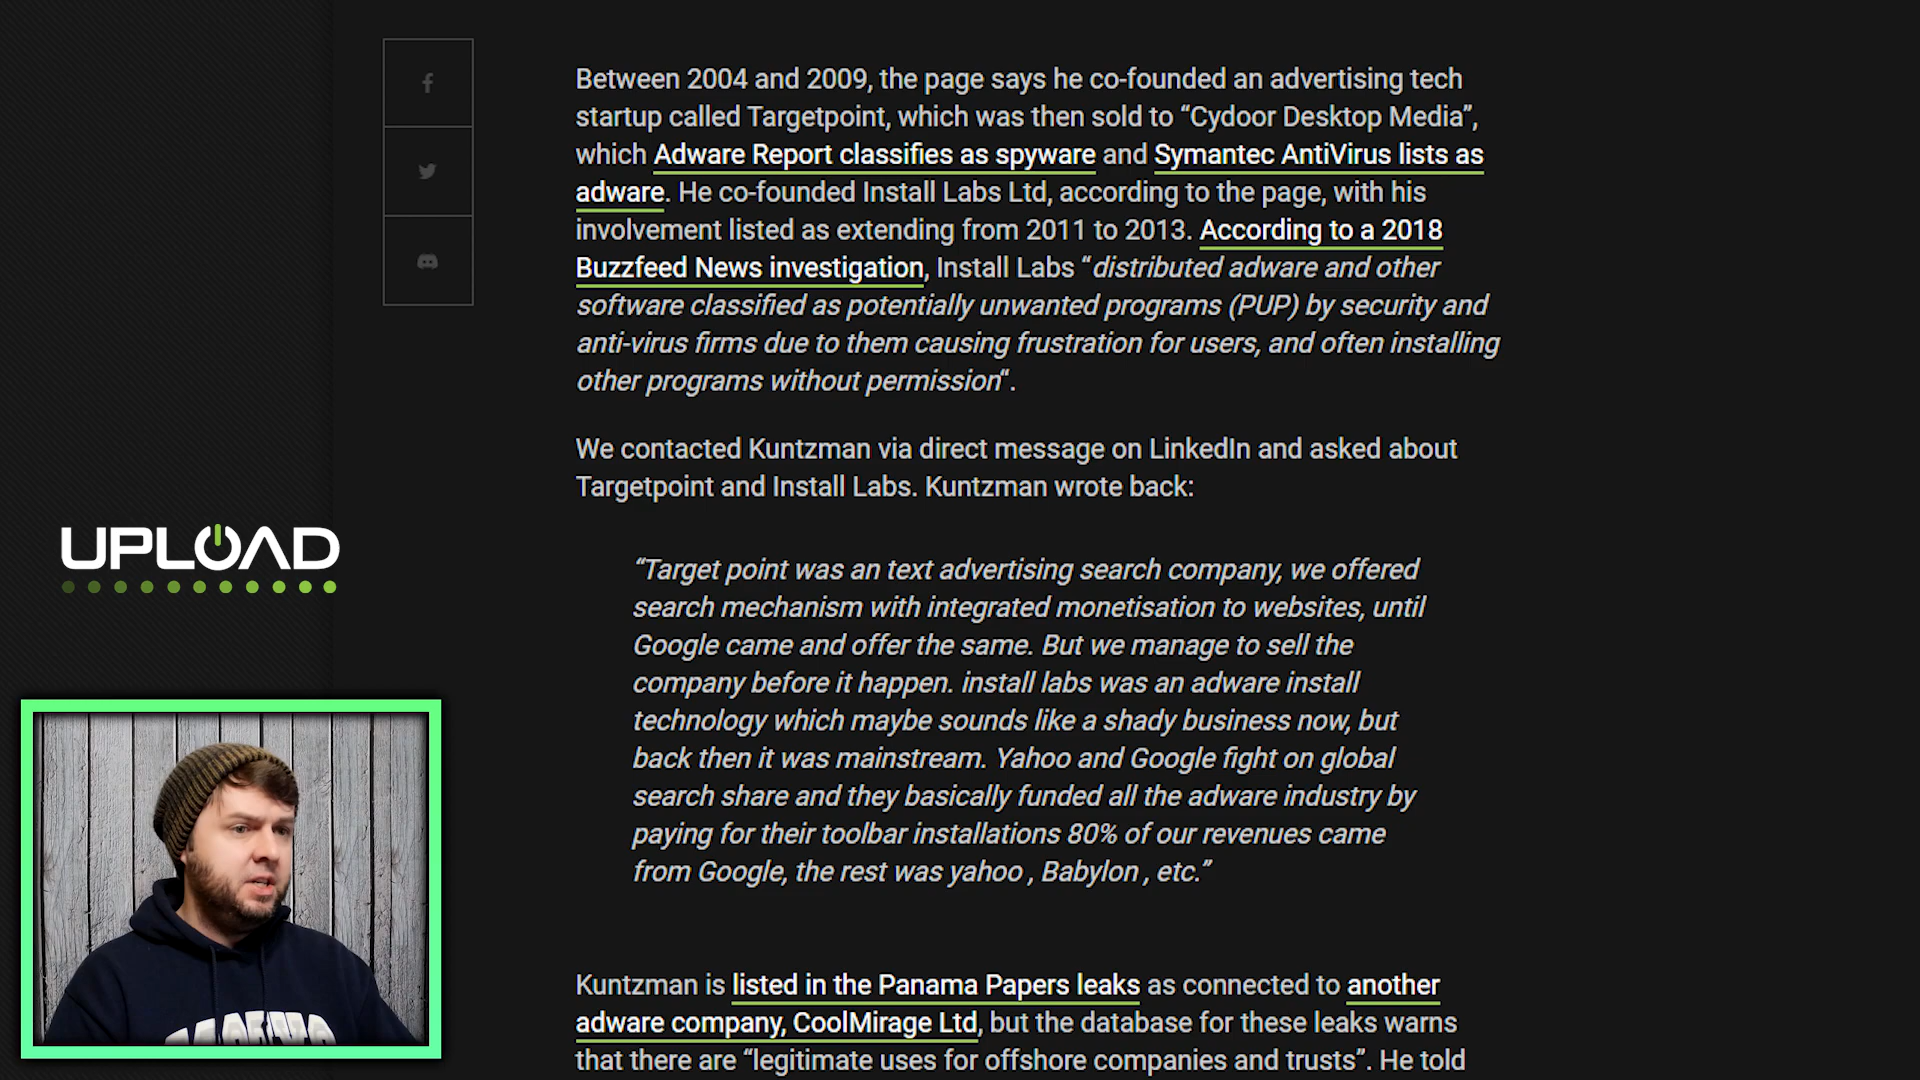 Between 2004 and 2009, the page says he co-founded an advertising tech
startup called Targetpoint, which was then sold to “Cydoor Desktop Media”,
which Adware Report classifies as spyware and Symantec AntiVirus lists as
adware. He co-founded Install Labs Ltd, according to the page, with his
involvement listed as extending from 2011 to 2013. According to a 2018
Buzzfeed News investigation, Install Labs “distributed adware and other
software classified as potentially unwanted programs (PUP) by security and
anti-virus firms due to them causing frustration for users, and often installing
other programs without permission“.
We contacted Kuntzman via direct message on LinkedIn and asked about
Targetpoint and Install Labs. Kuntzman wrote back:
“Target point was an text advertising search company, we offered
search mechanism with integrated monetisation to websites, until
Google came and offer the same. But we manage to sell the
company before it happen. install labs was an adware install
technology which maybe sounds like a shady business now, but
back then it was mainstream. Yahoo and Google fight on global
search share and they basically funded all the adware industry by
paying for their toolbar installations 80% of our revenues came
from Google, the rest was yahoo , Babylon , etc.”
Kuntzman is listed in the Panama Papers leaks as connected to another
adware company, CoolMirage Ltd, but the database for these leaks warns
that there are “legitimate uses for offshore companies and trusts”. He told
UPLOAD